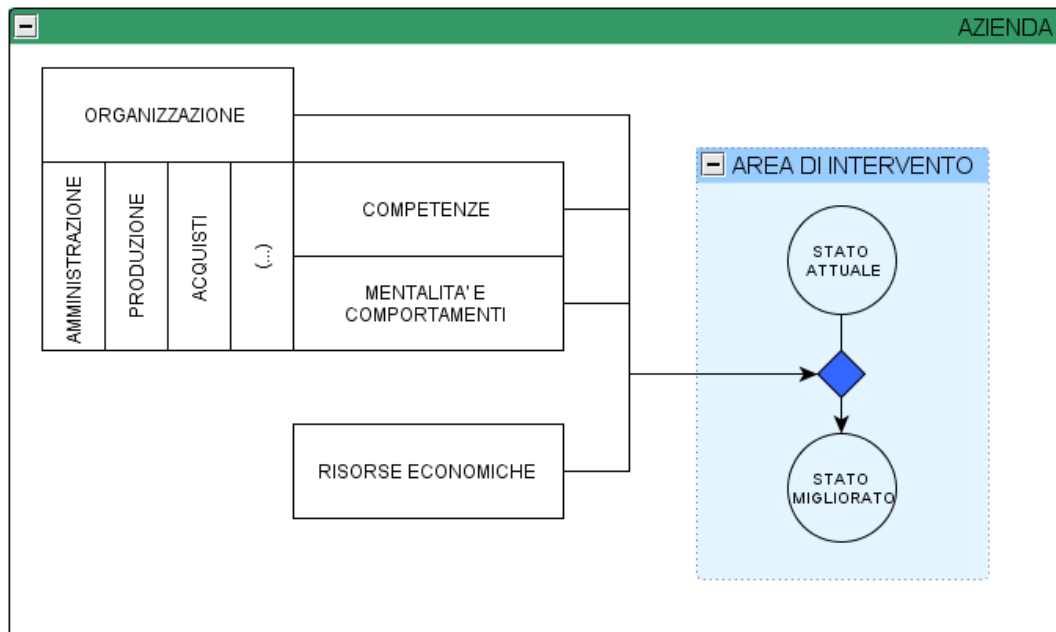 AZIENDA
ORGANIZZAZIONE
AMMINISTRAZIONE
PRODUZIONE
ACQUISTI
(...)
COMPETENZE
MENTALITA' E
COMPORTAMENTI
RISORSE ECONOMICHE
AREA DI INTERVENTO
STATO
ATTUALE
STATO
MIGLIORATO